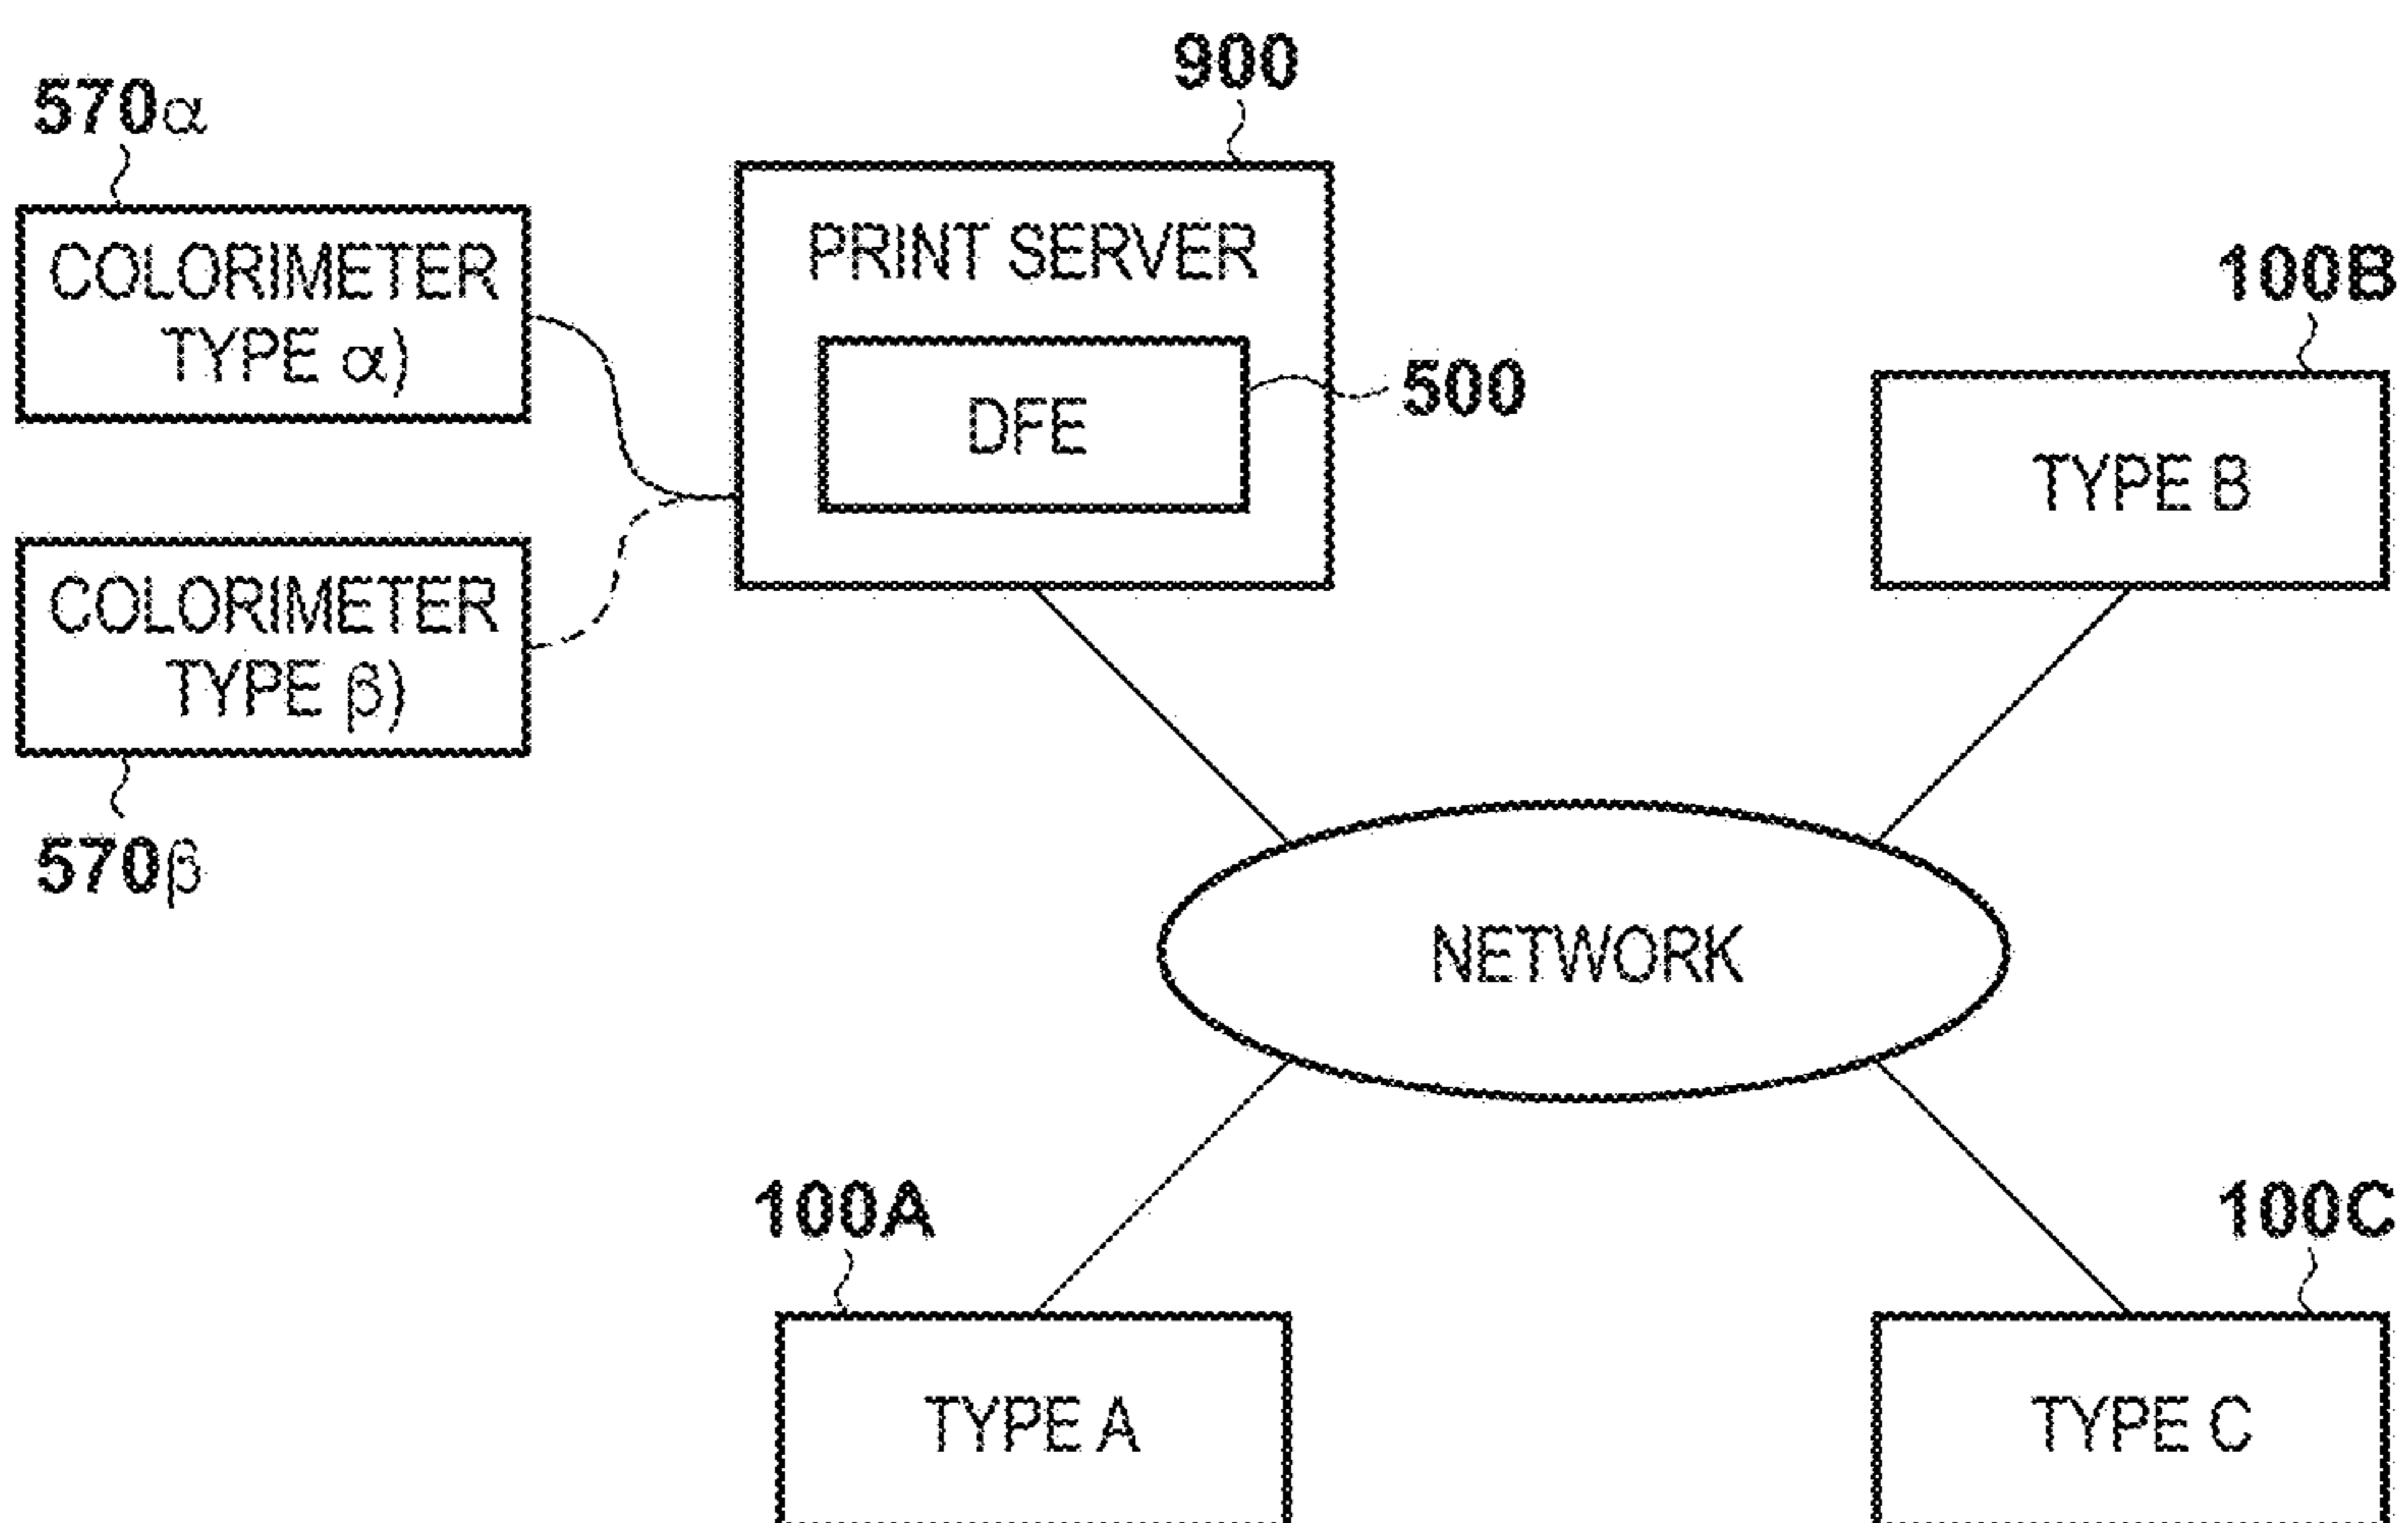 900
570α
COLORIMETER
TYPE α)
PRINT SERVER
100B
DFE
500
TYPE B
COLORIMETER
TYPE β)
570β
NETWORK
100A
100C
TYPE A
TYPE C